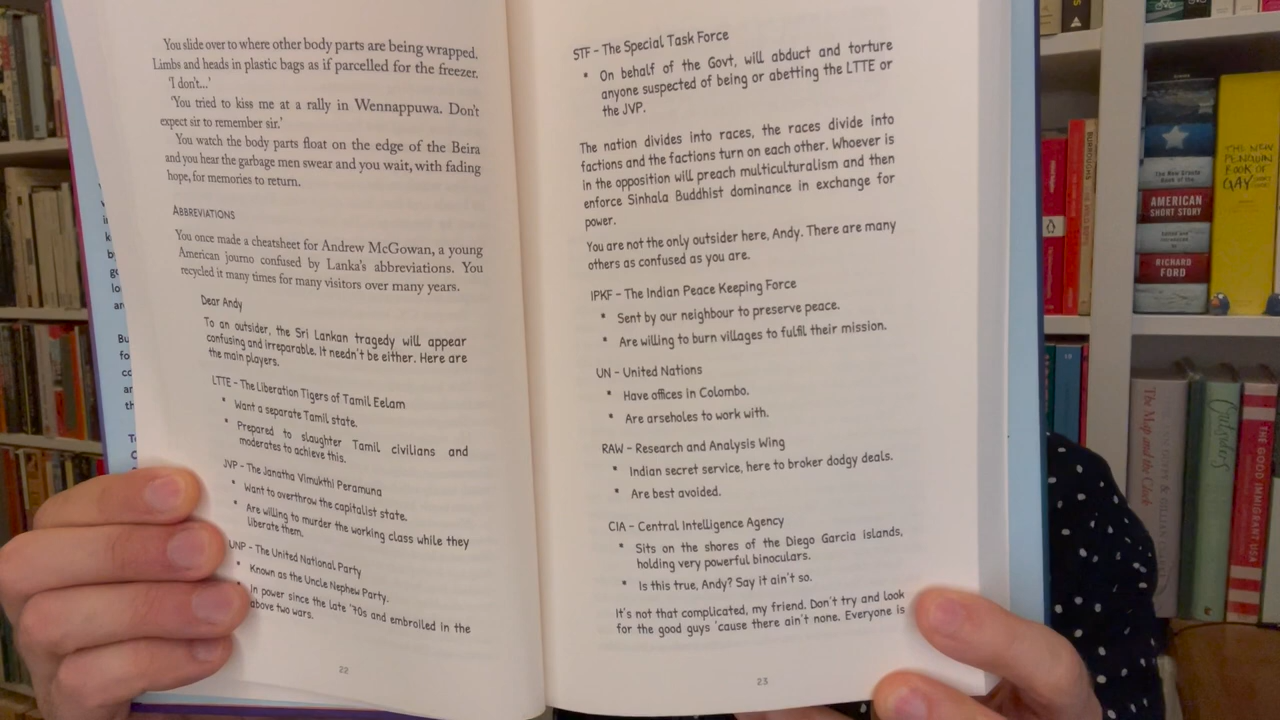 You slide over to where other body parts are being wrapped.
Limbs and heads in plastic bags as if parcelled for the freezer.
'I don't...'
'You tried to kiss me at a rally in Wennappuwa. Don't
expect sir to remember sir.'
You watch the body parts float on the edge of the Beira
and you hear the garbage men swear and you wait, with fading
hope, for memories to return.
ABBREVIATIONS
You once made a cheatsheet for Andrew McGowan, a young
American journo confused by Lanka's abbreviations. You
recycled it many times for many visitors over many years.
Dear Andy
To an outsider, the Sri Lankan tragedy will appear
confusing and irreparable. It needn't be either. Here are
the main players.
LTTE – The Liberation Tigers of Tamil Eelam
* Want a separate Tamil state.
* Prepared to slaughter Tamil civilians and
moderates to achieve this.
JVP – The Janatha Vimukthi Peramuna
* Want to overthrow the capitalist state.
* Are willing to murder the working class while they
liberate them.
UNP – The United National Party
* Known as the Uncle Nephew Party.
* In power since the late '70s and embroiled in the
above two wars.
22
STF – The Special Task Force
* On behalf of the Govt, will abduct and torture
anyone suspected of being or abetting the LTTE or
the JVP.
The nation divides into races, the races divide into
factions and the factions turn on each other. Whoever is
in the opposition will preach multiculturalism and then
enforce Sinhala Buddhist dominance in exchange for
power.
You are not the only outsider here, Andy. There are many
others as confused as you are.
IPKF – The Indian Peace Keeping Force
* Sent by our neighbour to preserve peace.
* Are willing to burn villages to fulfil their mission.
UN – United Nations
* Have offices in Colombo.
* Are arseholes to work with.
RAW – Research and Analysis Wing
* Indian secret service, here to broker dodgy deals.
* Are best avoided.
CIA – Central Intelligence Agency
* Sits on the shores of the Diego Garcia islands,
holding very powerful binoculars.
* Is this true, Andy? Say it ain't so.
It's not that complicated, my friend. Don't try and look
for the good guys 'cause there ain't none. Everyone is
23
BURROUGHS
The New Granta
Book of the
AMERICAN
SHORT STORY
Edited and
Introduced
by
RICHARD
FORD
THE NEW
PENGUIN
BOOK OF
GAY
The Map and the Clock
Outsiders
THE GOOD IMMIGRANT USA